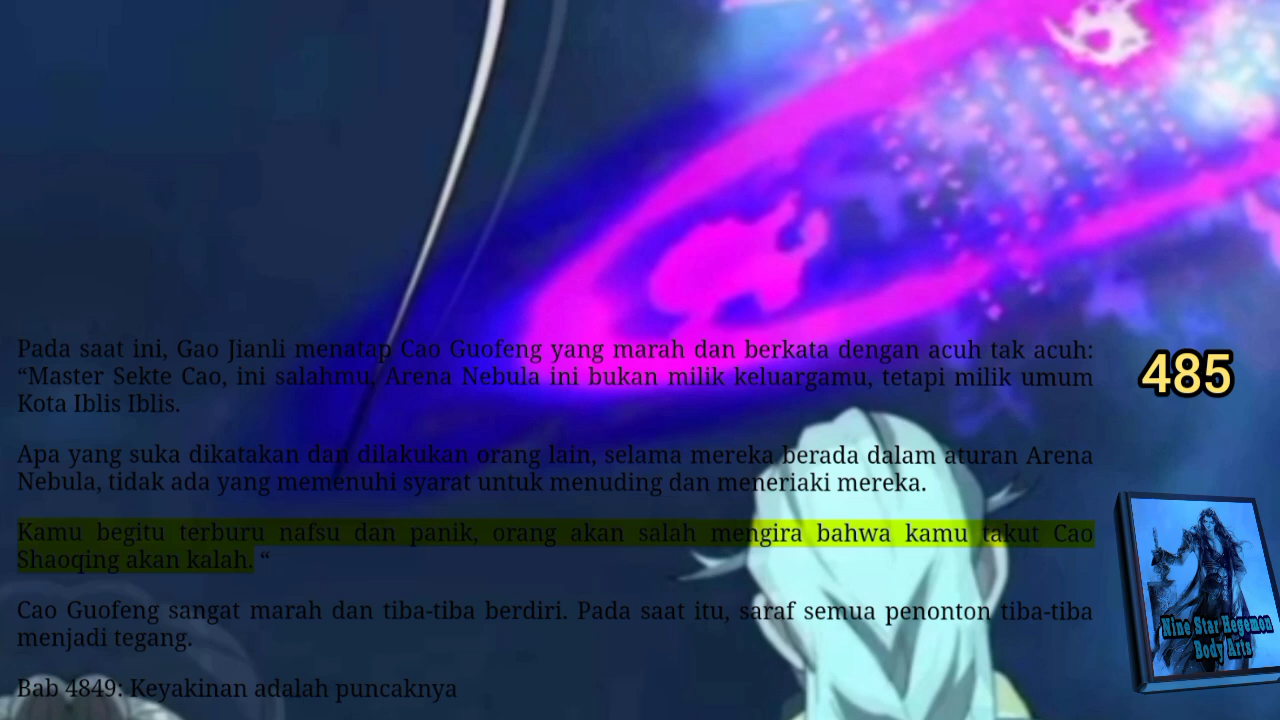 Pada saat ini, Gao Jianli menatap Cao Guofeng yang marah dan berkata dengan acuh tak acuh:
“Master Sekte Cao, ini salahmu. Arena Nebula ini bukan milik keluargamu, tetapi milik umum
Kota Iblis Iblis.
Apa yang suka dikatakan dan dilakukan orang lain, selama mereka berada dalam aturan Arena
Nebula, tidak ada yang memenuhi syarat untuk menuding dan meneriaki mereka.
Kamu begitu terburu nafsu dan panik, orang akan salah mengira bahwa kamu takut Cao
Shaoqing akan kalah. “
Cao Guofeng sangat marah dan tiba-tiba berdiri. Pada saat itu, saraf semua penonton tiba-tiba
menjadi tegang.
Bab 4849: Keyakinan adalah puncaknya
485
Nine Star Hegemon
Body Arts